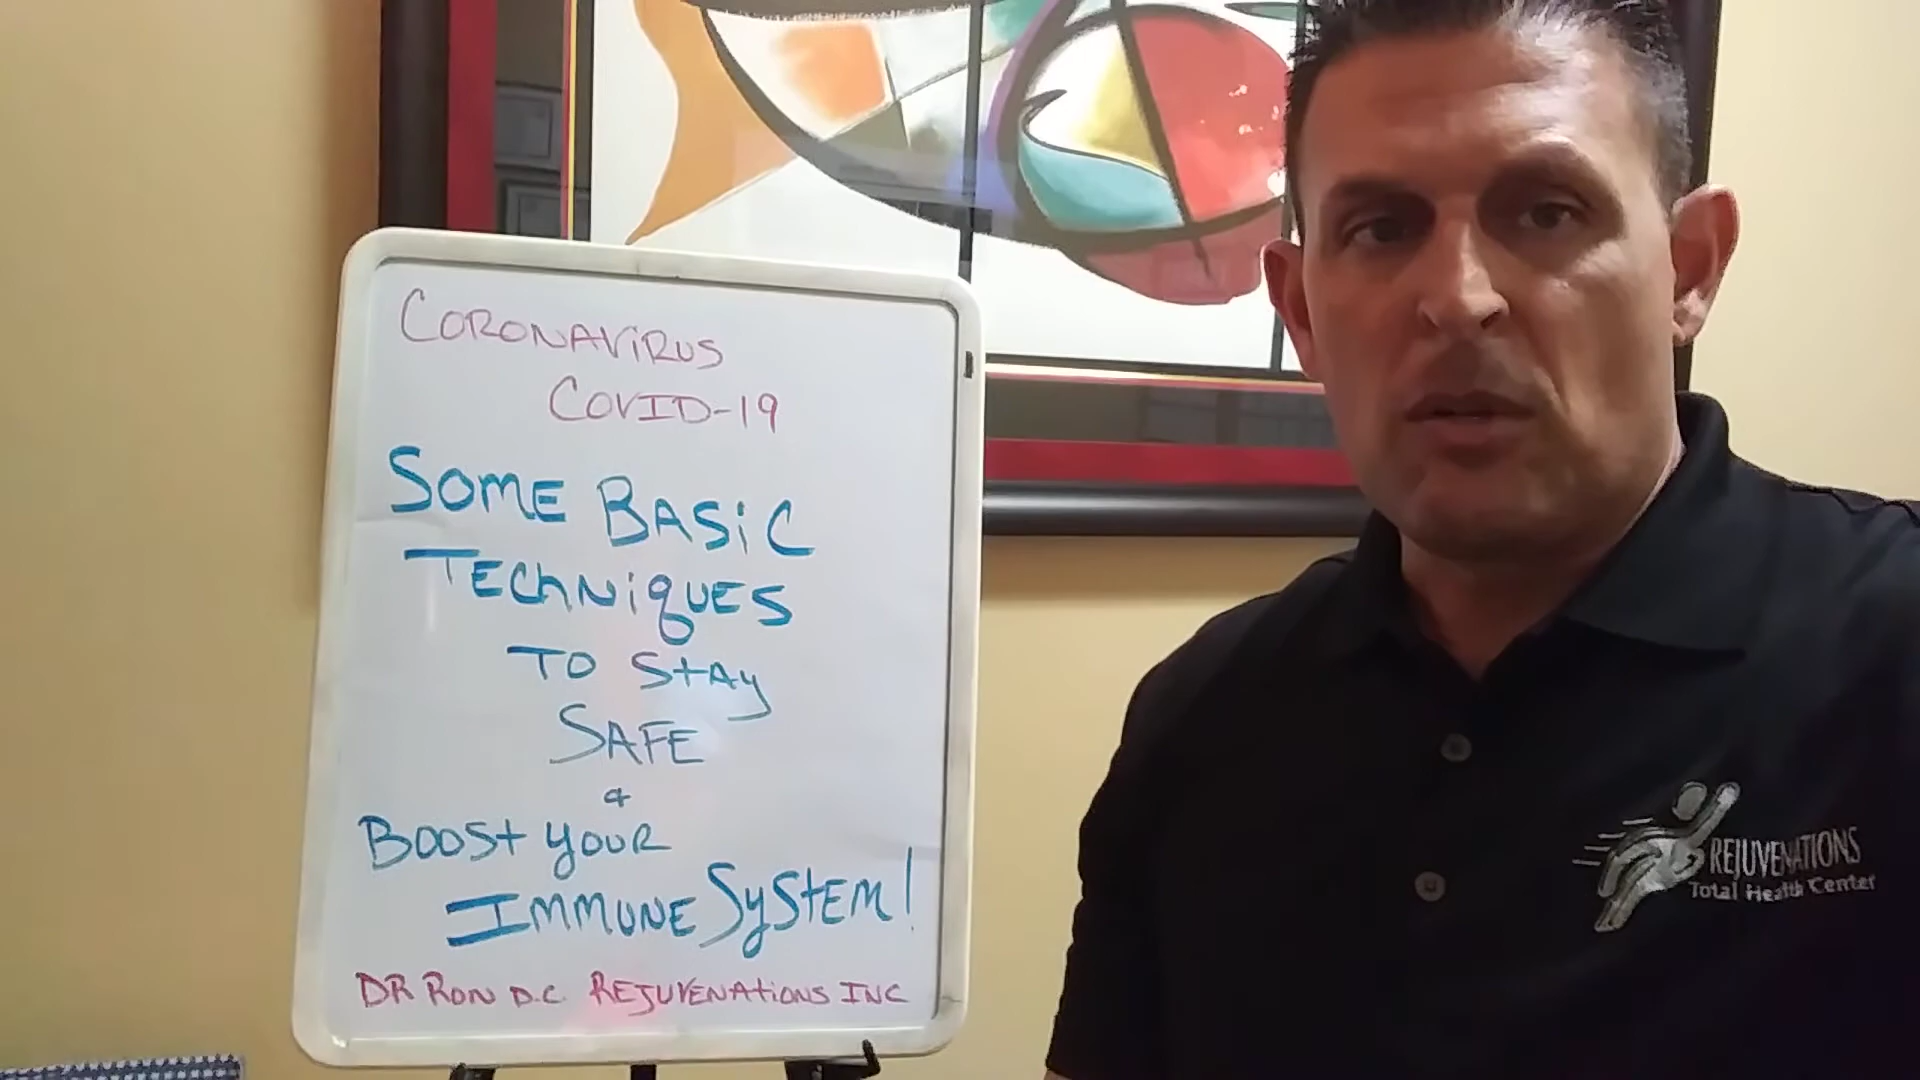 CORONAVIRUS
COVID-19
SOME BASIC
TECHNIQUES
TO STAY
SAFE
&
BOOST YOUR
IMMUNE SYSTEM!
DR RON D.C. REJUVENATIONS INC
REJUVENATIONS
Total Health Center